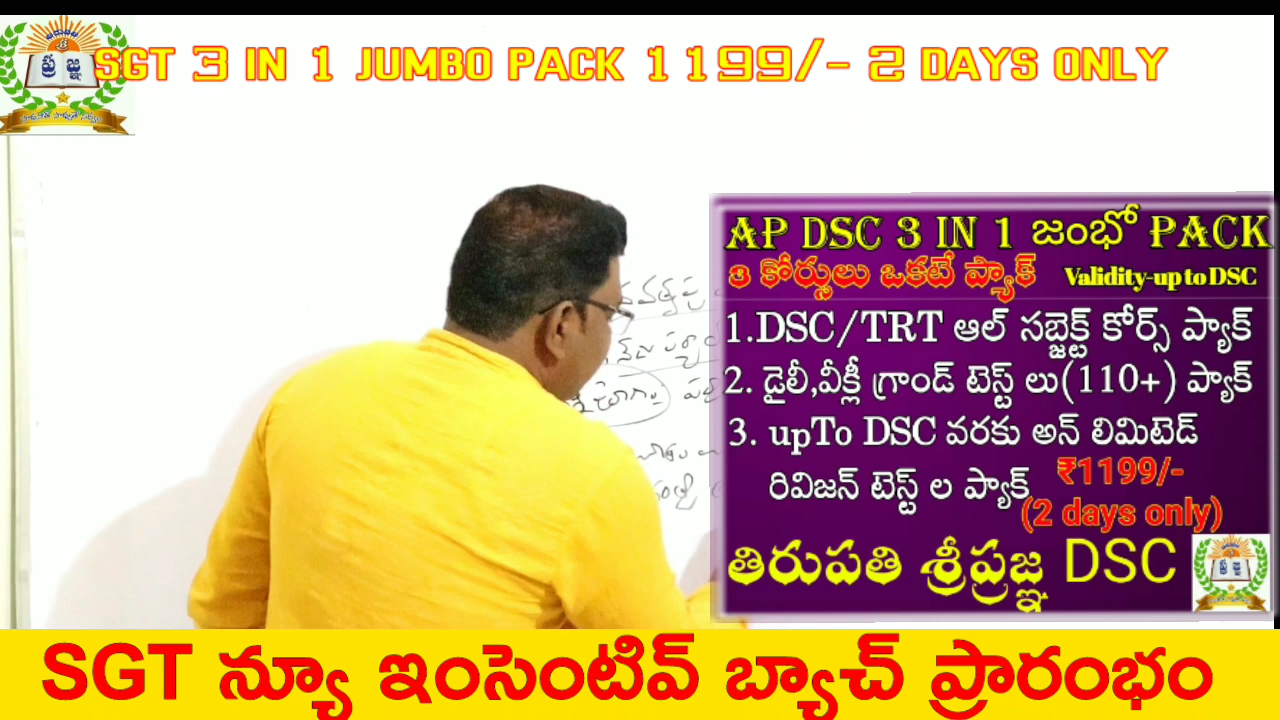 SGT 3 IN 1 JUMBO PACK 1199/- 2 DAYS ONLY
ప్రజ్ఞ
AP DSC 3 IN 1 జంభో PACK
3 కోర్సులు ఒకటే ప్యాక్ Validity-up to DSC
1.DSC/TRT ఆల్ సబ్జెక్ట్ కోర్స్ ప్యాక్
2. డైలీ,వీక్లీ గ్రాండ్ టెస్ట్ లు(110+) ప్యాక్
3. upTo DSC వరకు అన్ లిమిటెడ్
రివిజన్ టెస్ట్ ల ప్యాక్ ₹1199/-
(2 days only)
తిరుపతి శ్రీప్రజ్ఞ DSC
SGT న్యూ ఇంసెంటివ్ బ్యాచ్ ప్రారంభం